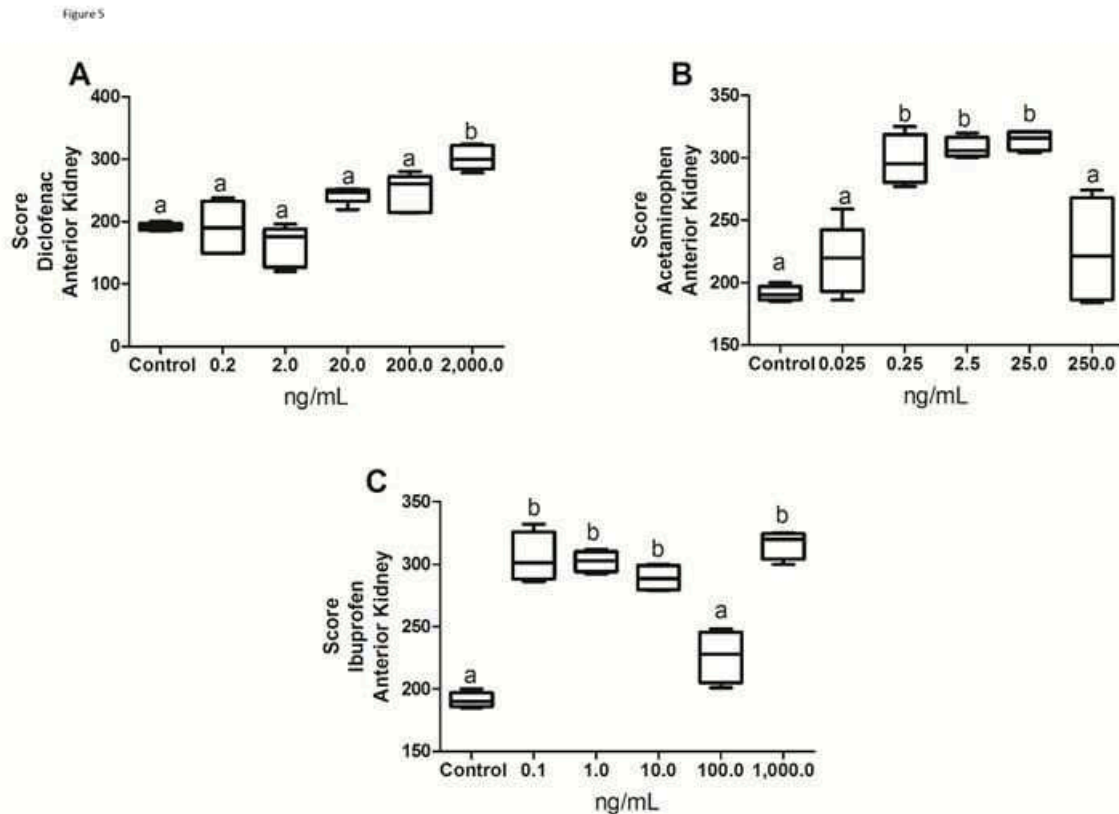 Figure 5
A
Score
Diclofenac
Anterior Kidney
400
300
200
100
0
a
a
a
a
a
b
Control 0.2 2.0 20.0 200.0 2,000.0
ng/mL
B
Score
Acetaminophen
Anterior Kidney
350
300
250
200
150
a
a
b
b
b
a
Control 0.025 0.25 2.5 25.0 250.0
ng/mL
C
Score
Ibuprofen
Anterior Kidney
350
300
250
200
150
a
b
b
b
a
b
Control 0.1 1.0 10.0 100.0 1,000.0
ng/mL